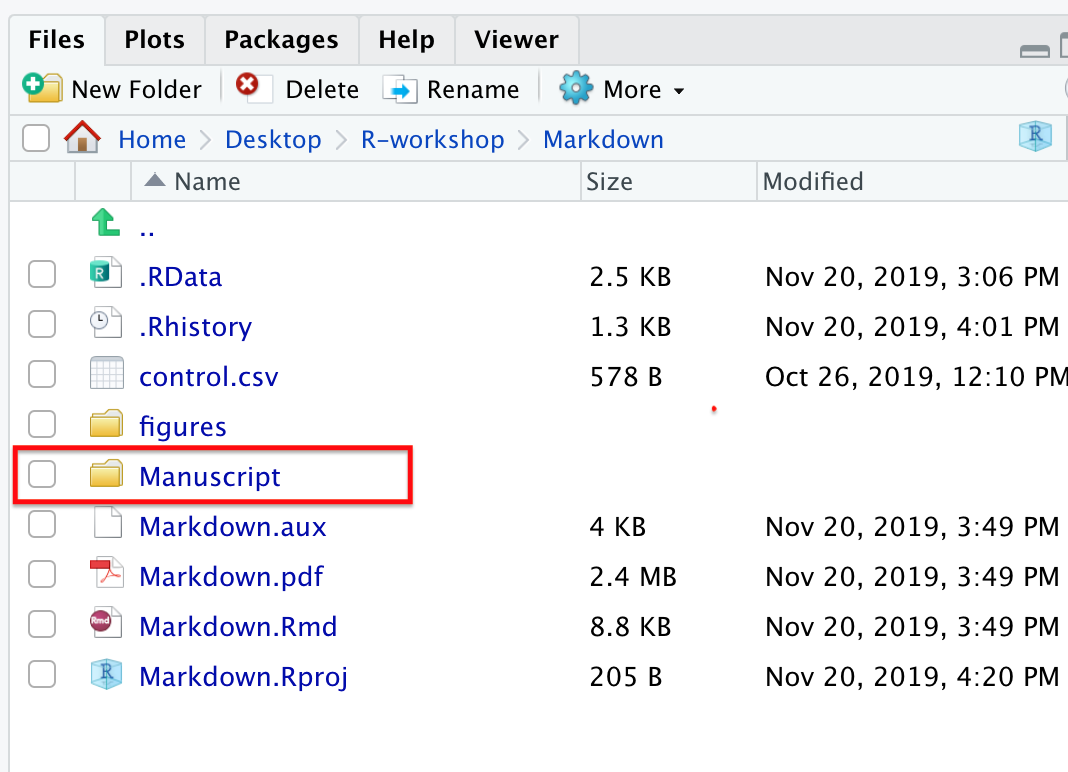 Files Plots Packages Help Viewer
New Folder Delete Rename More
Home Desktop R-workshop Markdown R
Name Size Modified
..
R .RData 2.5 KB Nov 20, 2019, 3:06 PM
.Rhistory 1.3 KB Nov 20, 2019, 4:01 PM
control.csv 578 B Oct 26, 2019, 12:10 PM
figures
Manuscript
Markdown.aux 4 KB Nov 20, 2019, 3:49 PM
Markdown.pdf 2.4 MB Nov 20, 2019, 3:49 PM
Rmd Markdown.Rmd 8.8 KB Nov 20, 2019, 3:49 PM
R Markdown.Rproj 205 B Nov 20, 2019, 4:20 PM